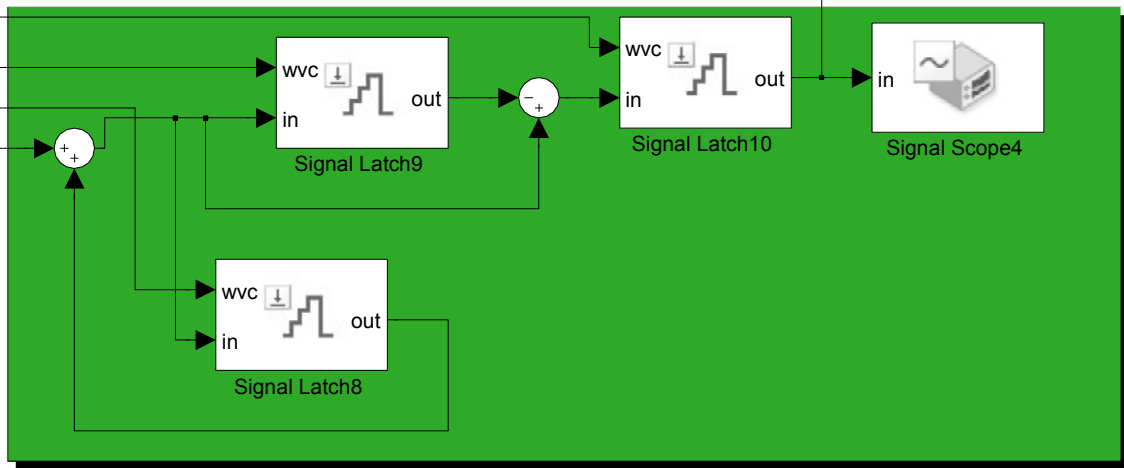 wvc
in
out
Signal Latch9
−
+
wvc
in
out
Signal Latch10
in
Signal Scope4
+
+
wvc
in
out
Signal Latch8